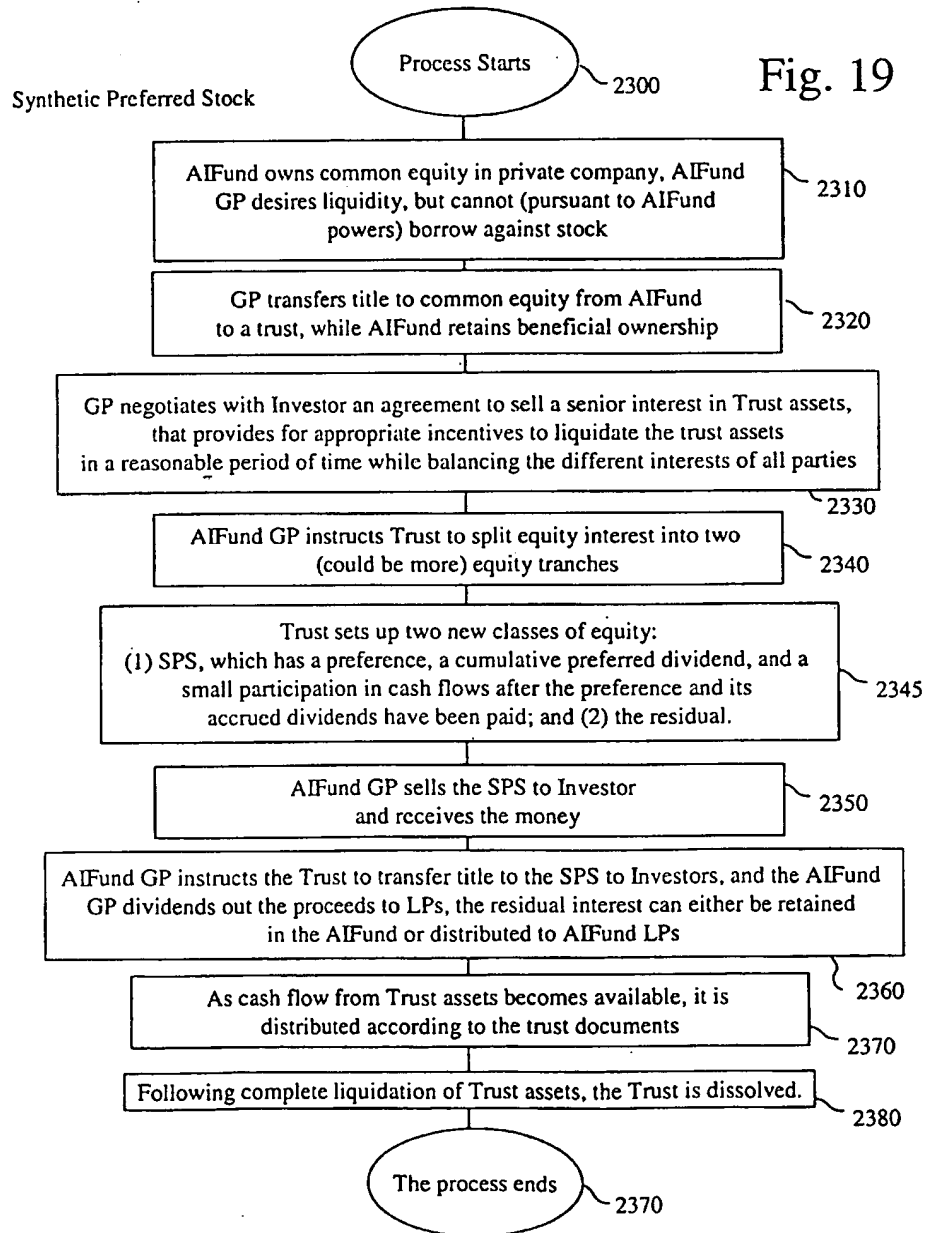 Process Starts
2300
Fig. 19
Synthetic Preferred Stock
AIFund owns common equity in private company, AIFund
GP desires liquidity, but cannot (pursuant to AIFund
powers) borrow against stock
2310
GP transfers title to common equity from AIFund
to a trust, while AIFund retains beneficial ownership
2320
GP negotiates with Investor an agreement to sell a senior interest in Trust assets,
that provides for appropriate incentives to liquidate the trust assets
in a reasonable period of time while balancing the different interests of all parties
2330
AIFund GP instructs Trust to split equity interest into two
(could be more) equity tranches
2340
Trust sets up two new classes of equity:
(1) SPS, which has a preference, a cumulative preferred dividend, and a
small participation in cash flows after the preference and its
accrued dividends have been paid; and (2) the residual.
2345
AIFund GP sells the SPS to Investor
and receives the money
2350
AIFund GP instructs the Trust to transfer title to the SPS to Investors, and the AIFund
GP dividends out the proceeds to LPs, the residual interest can either be retained
in the AIFund or distributed to AIFund LPs
2360
As cash flow from Trust assets becomes available, it is
distributed according to the trust documents
2370
Following complete liquidation of Trust assets, the Trust is dissolved.
2380
The process ends
2370